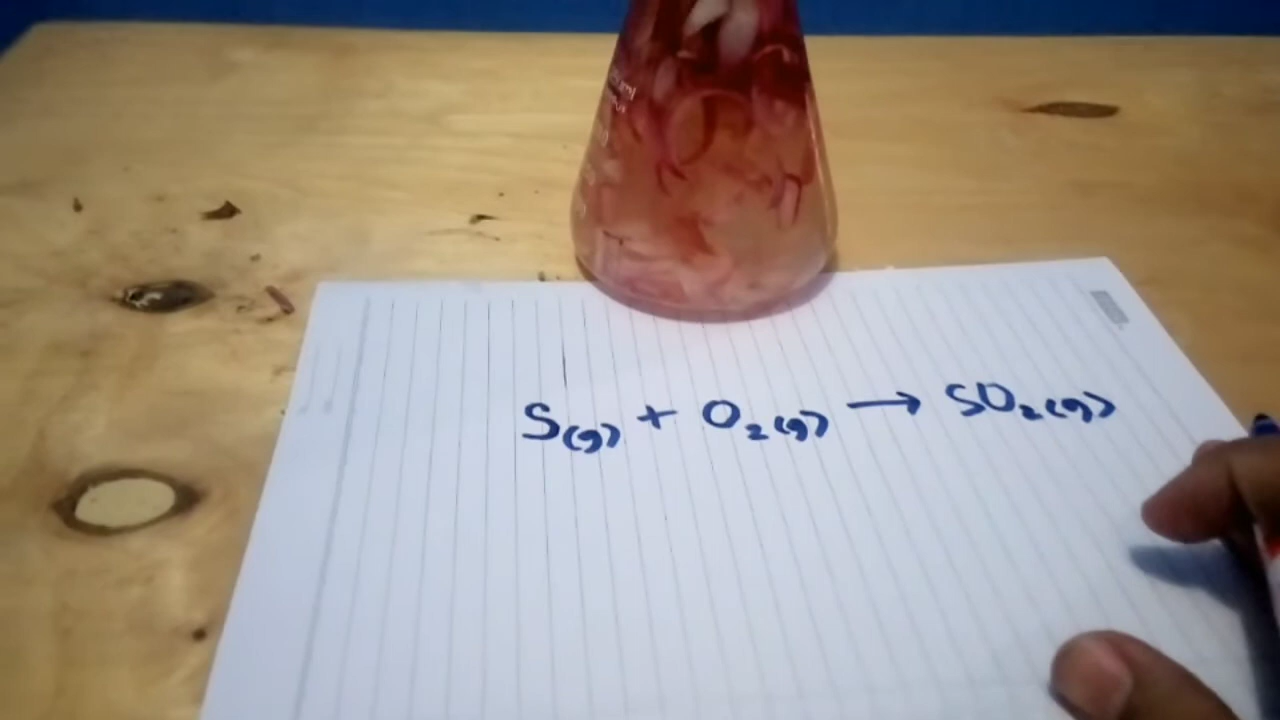 S(g) + O₂(g) → SO₂(g)